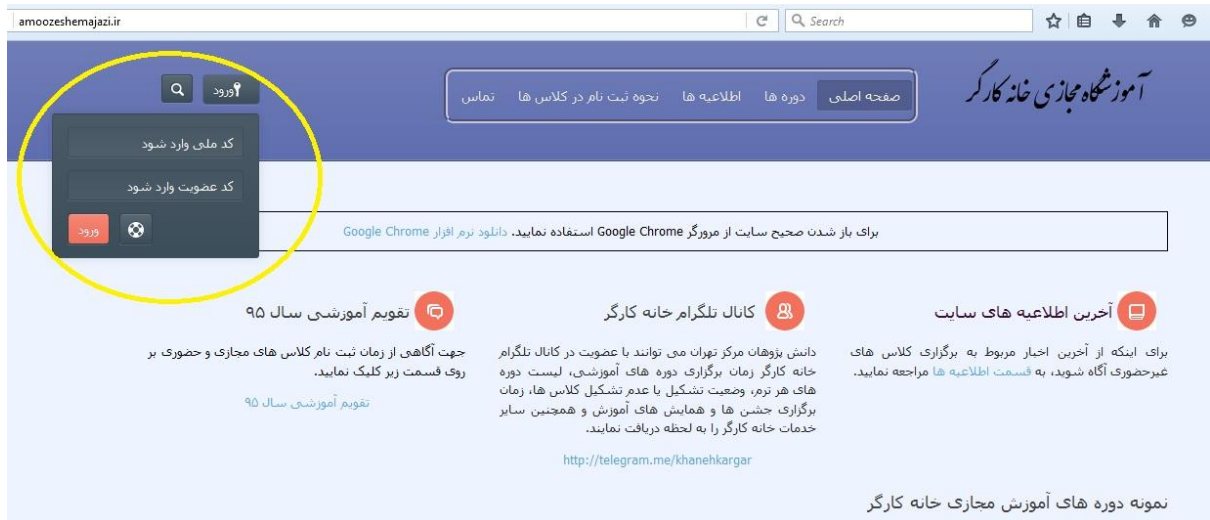 amoozeshemajazi.ir
Search
آموزشگاه مجازی خانه کارگر
صفحه اصلی
دوره ها
اطلاعیه ها
نحوه ثبت نام در کلاس ها
تماس
ورود
کد ملی وارد شود
کد عضویت وارد شود
ورود
برای باز شدن صحیح سایت از مرورگر Google Chrome استفاده نمایید. دانلود نرم افزار Google Chrome
آخرین اطلاعیه های سایت
برای اینکه از آخرین اخبار مربوط به برگزاری کلاس های
غیرحضوری آگاه شوید، به قسمت اطلاعیه ها مراجعه نمایید.
کانال تلگرام خانه کارگر
دانش پژوهان مرکز تهران می توانند با عضویت در کانال تلگرام
خانه کارگر زمان برگزاری دوره های آموزشی، لیست دوره
های هر ترم، وضعیت تشکیل یا عدم تشکیل کلاس ها، زمان
برگزاری جشن ها و همایش های آموزش و همچنین سایر
خدمات خانه کارگر را به لحظه دریافت نمایند.
http://telegram.me/khanehkargar
تقویم آموزشی سال ۹۵
جهت آگاهی از زمان ثبت نام کلاس های مجازی و حضوری بر
روی قسمت زیر کلیک نمایید.
تقویم آموزشی سال ۹۵
نمونه دوره های آموزش مجازی خانه کارگر